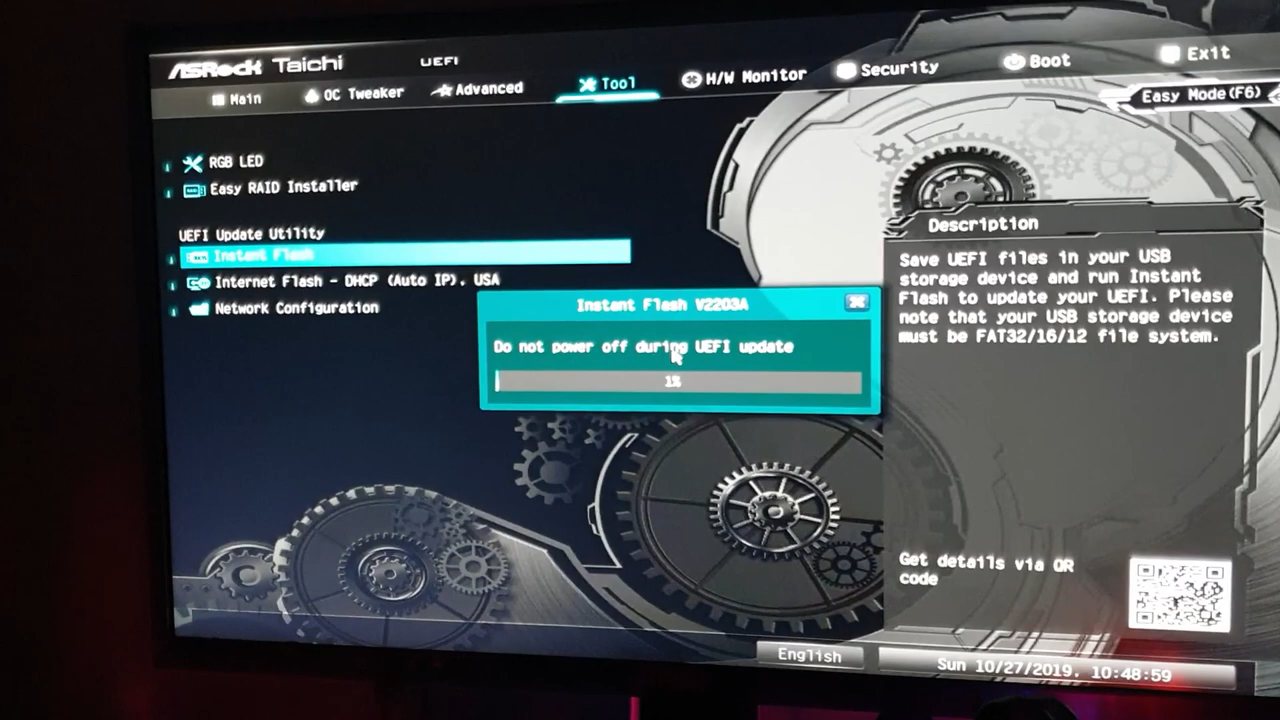 ASRock Taichi UEFI
Main OC Tweaker Advanced Tool H/W Monitor Security Boot Exit
Easy Mode(F6)
RGB LED
Easy RAID Installer
UEFI Update Utility
Instant Flash
Internet Flash - DHCP (Auto IP), USA
Network Configuration
Instant Flash V2203A
Do not power off during UEFI update
1%
Description
Save UEFI files in your USB
storage device and run Instant
Flash to update your UEFI. Please
note that your USB storage device
must be FAT32/16/12 file system.
Get details via QR
code
English
Sun 10/27/2019, 10:48:59